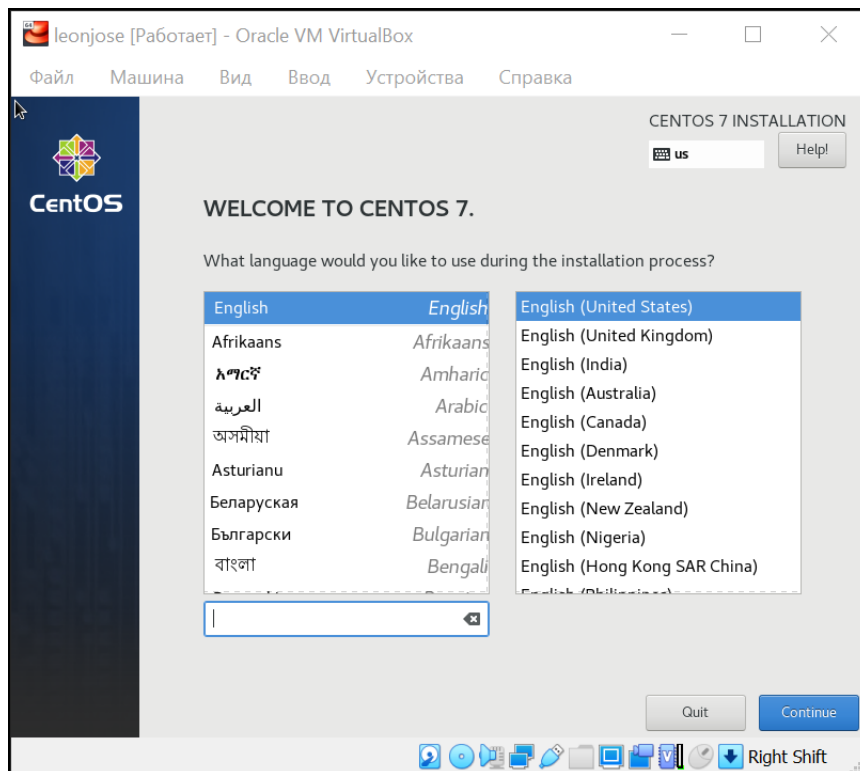 leonjose [Работает] - Oracle VM VirtualBox
Файл Машина Вид Ввод Устройства Справка
CentOS
CENTOS 7 INSTALLATION
us
Help!
WELCOME TO CENTOS 7.
What language would you like to use during the installation process?
English English
Afrikaans Afrikaans
አማርኛ Amharic
العربية Arabic
অসমীয়া Assamese
Asturianu Asturian
Беларуская Belarusian
Български Bulgarian
বাংলা Bengali
English (United States)
English (United Kingdom)
English (India)
English (Australia)
English (Canada)
English (Denmark)
English (Ireland)
English (New Zealand)
English (Nigeria)
English (Hong Kong SAR China)
English (Philippines)
Quit Continue
Right Shift